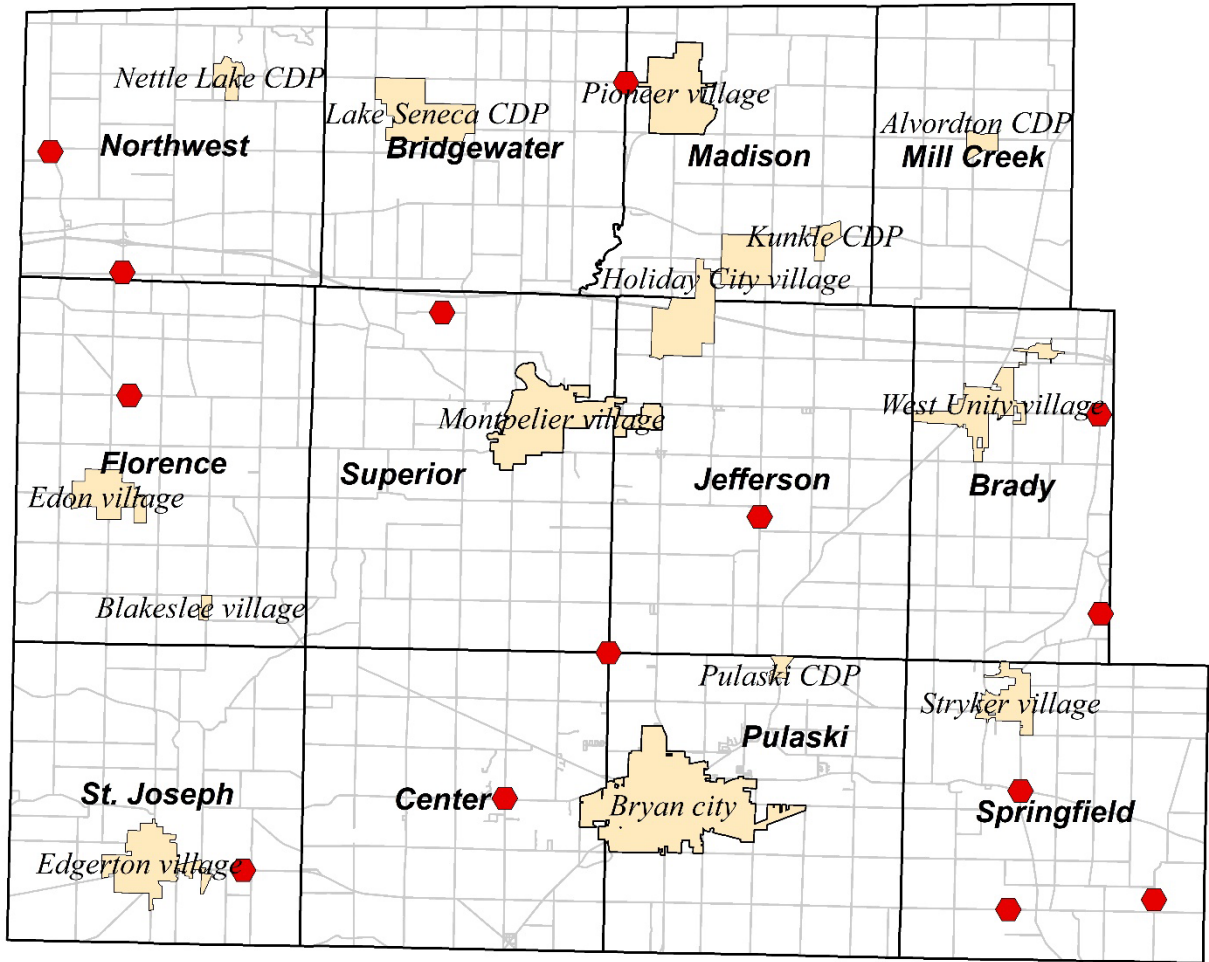 Nettle Lake CDP
Lake Seneca CDP
Pioneer village
Alvordton CDP
Northwest
Bridgewater
Madison
Mill Creek
Kunkle CDP
Holiday City village
Montpelier village
West Unity village
Florence
Superior
Jefferson
Brady
Edon village
Blakeslee village
Pulaski CDP
Stryker village
Pulaski
St. Joseph
Center
Bryan city
Springfield
Edgerton village